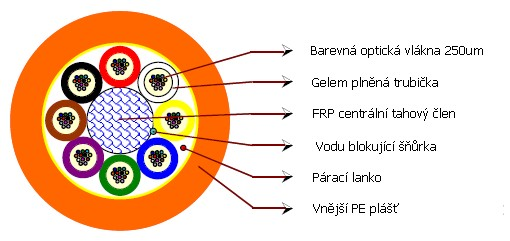 Barevná optická vlákna 250um
Gelem plněná trubička
FRP centrální tahový člen
Vodu blokující šňůrka
Párací lanko
Vnější PE plášť